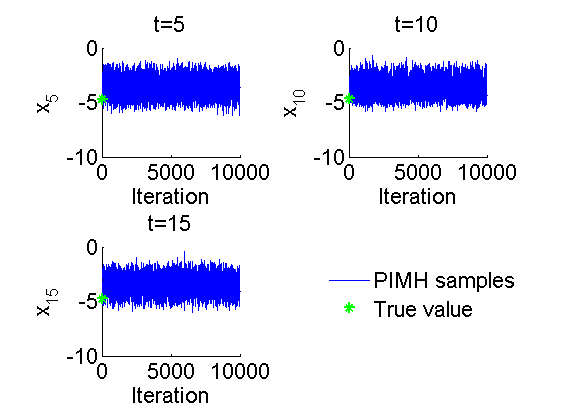 t=5
0
-5
-10
x5
0 5000 10000
Iteration
t=10
0
-5
-10
x10
0 5000 10000
Iteration
t=15
0
-5
-10
x15
0 5000 10000
Iteration
PIMH samples
True value